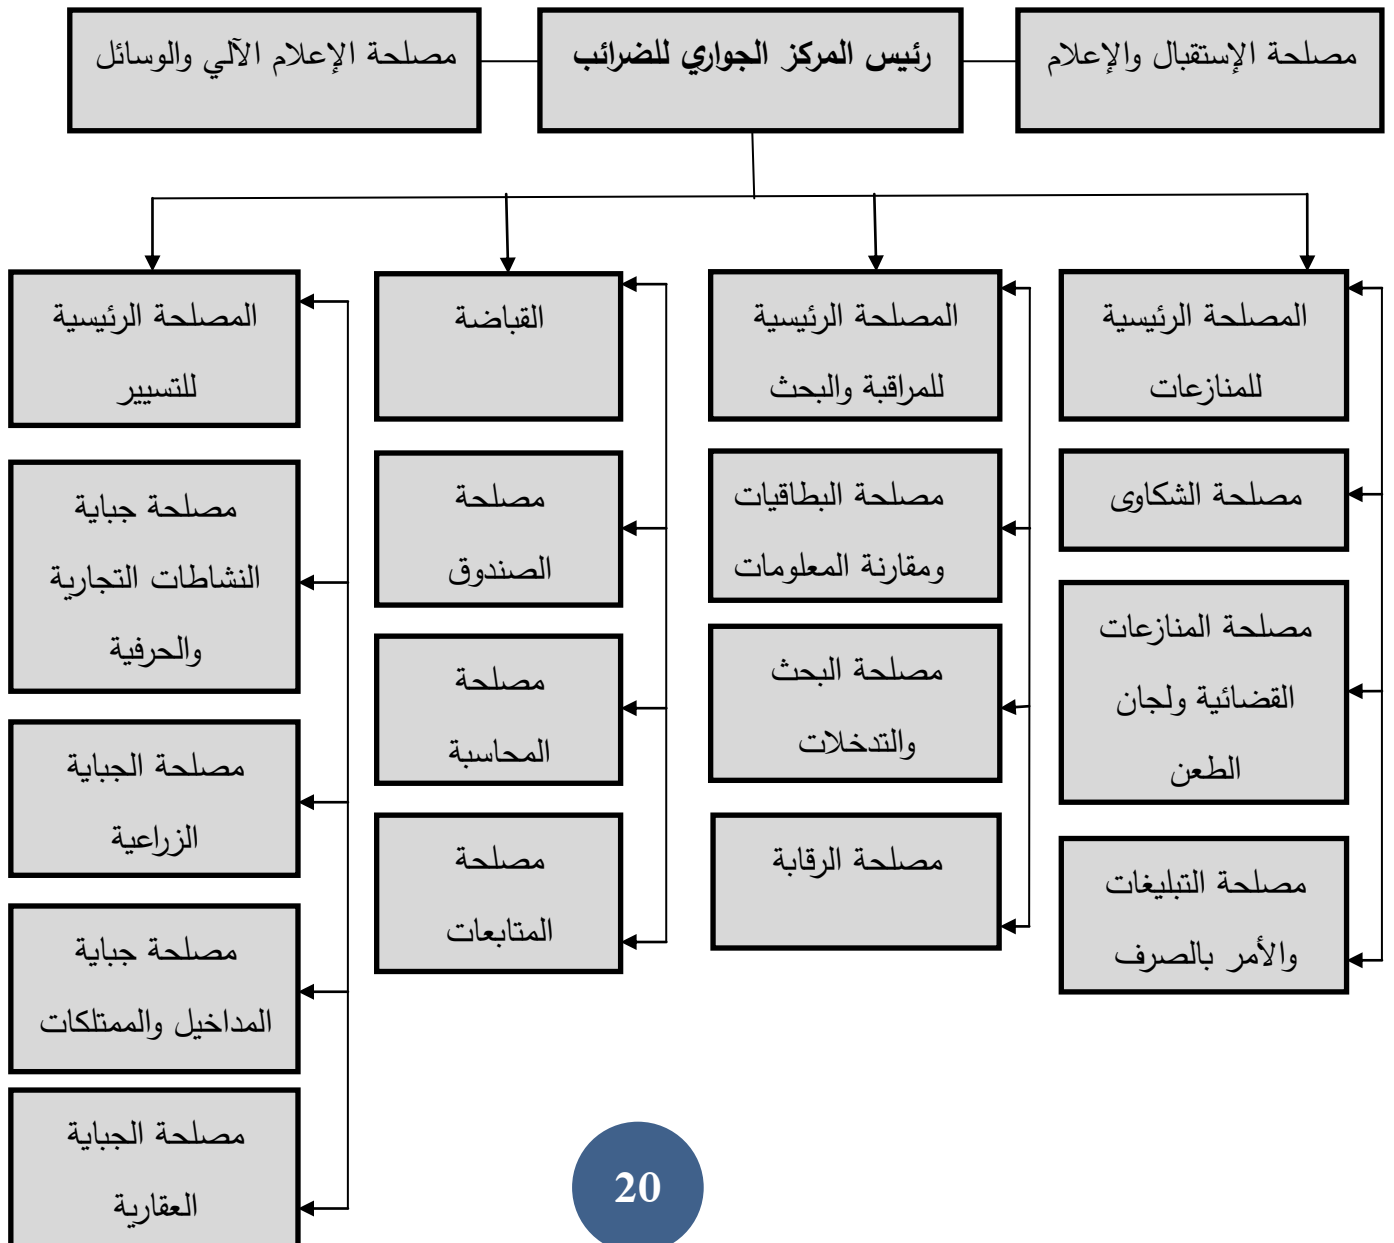 مصلحة الإستقبال والإعلام
رئيس المركز الجواري للضرائب
مصلحة الإعلام الآلي والوسائل
المصلحة الرئيسية
للمنازعات
مصلحة الشكاوى
مصلحة المنازعات
القضائية ولجان
الطعن
مصلحة التبليغات
والأمر بالصرف
المصلحة الرئيسية
للمراقبة والبحث
مصلحة البطاقيات
ومقارنة المعلومات
مصلحة البحث
والتدخلات
مصلحة الرقابة
القباضة
مصلحة
الصندوق
مصلحة
المحاسبة
مصلحة
المتابعات
المصلحة الرئيسية
للتسيير
مصلحة جباية
النشاطات التجارية
والحرفية
مصلحة الجباية
الزراعية
مصلحة جباية
المداخيل والممتلكات
مصلحة الجباية
العقارية
20